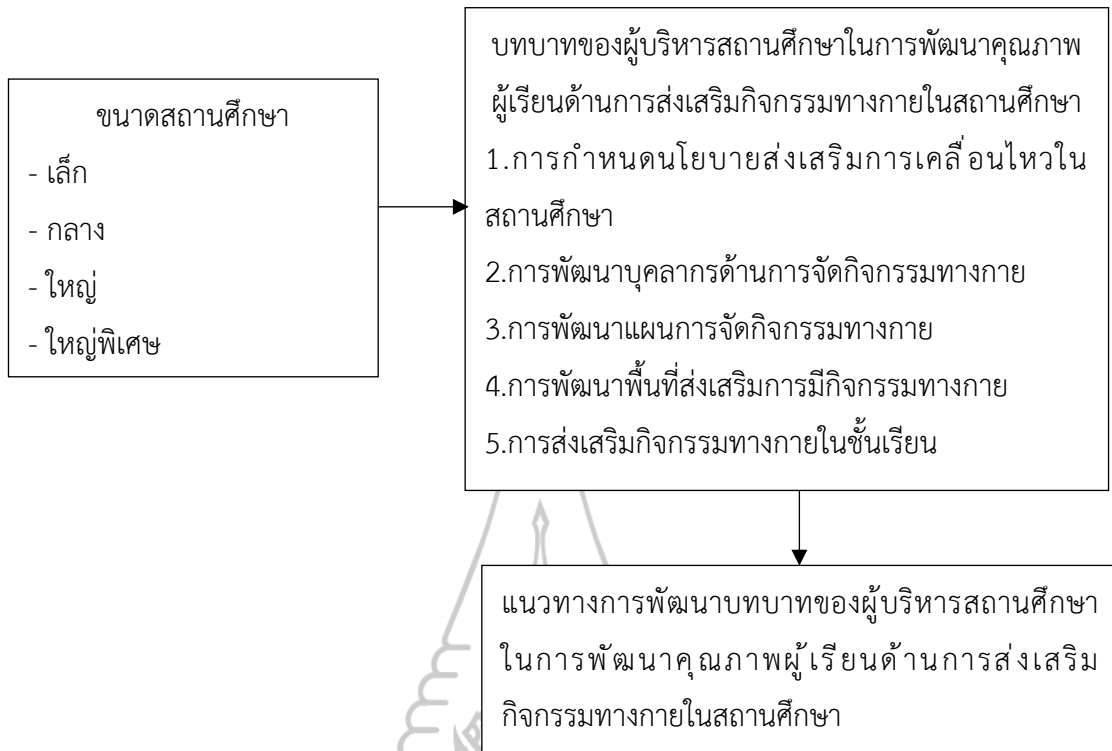 ขนาดสถานศึกษา
- เล็ก
- กลาง
- ใหญ่
- ใหญ่พิเศษ
บทบาทของผู้บริหารสถานศึกษาในการพัฒนาคุณภาพ
ผู้เรียนด้านการส่งเสริมกิจกรรมทางกายในสถานศึกษา
1.การกำหนดนโยบายส่งเสริมการเคลื่อนไหวใน
สถานศึกษา
2.การพัฒนาบุคลากรด้านการจัดกิจกรรมทางกาย
3.การพัฒนาแผนการจัดกิจกรรมทางกาย
4.การพัฒนาพื้นที่ส่งเสริมการมีกิจกรรมทางกาย
5.การส่งเสริมกิจกรรมทางกายในชั้นเรียน
แนวทางการพัฒนาบทบาทของผู้บริหารสถานศึกษา
ในการพัฒนาคุณภาพผู้เรียนด้านการส่งเสริม
กิจกรรมทางกายในสถานศึกษา